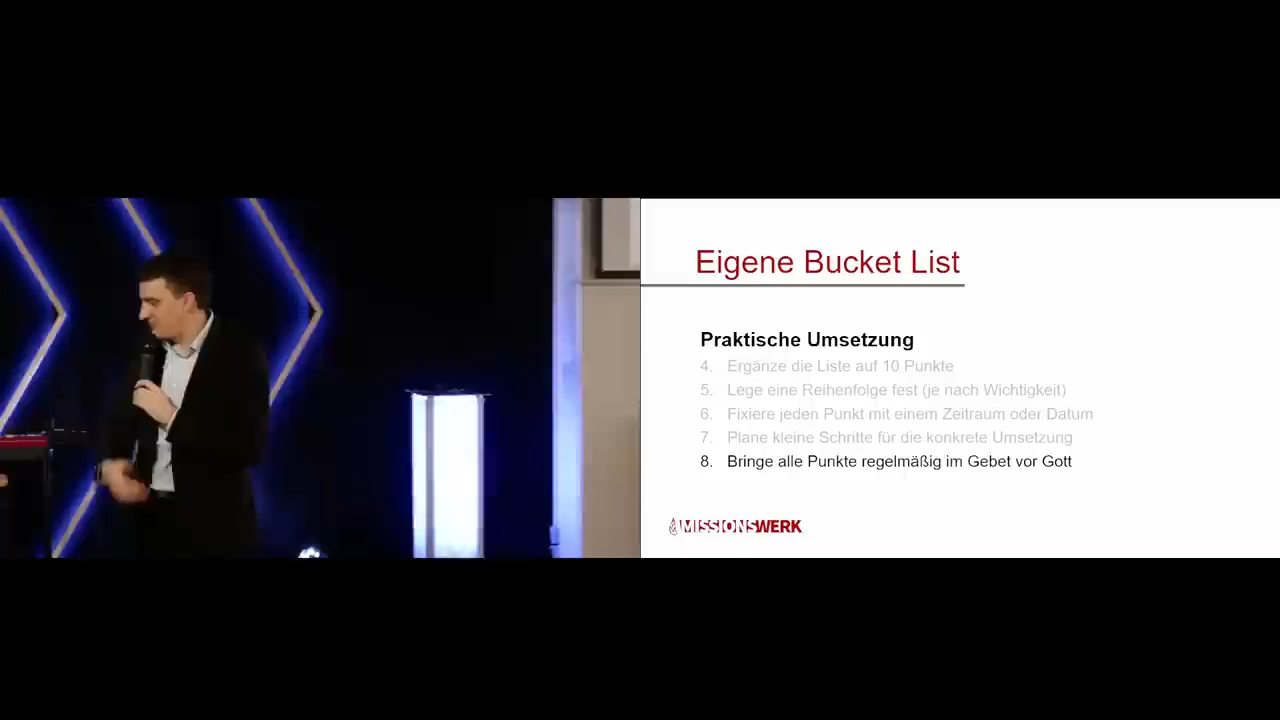 Eigene Bucket List
Praktische Umsetzung
4. Ergänze die Liste auf 10 Punkte
5. Lege eine Reihenfolge fest (je nach Wichtigkeit)
6. Fixiere jeden Punkt mit einem Zeitraum oder Datum
7. Plane kleine Schritte für die konkrete Umsetzung
8. Bringe alle Punkte regelmäßig im Gebet vor Gott
MISSIONSWERK